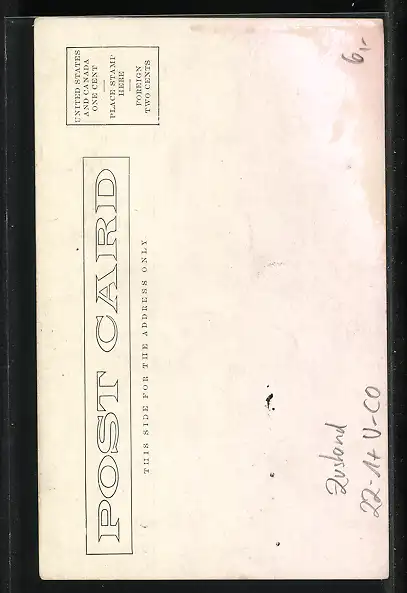 UNITED STATES
AND CANADA
ONE CENT
PLACE STAMP
HERE
FOREIGN
TWO CENTS
POST CARD
THIS SIDE FOR THE ADDRESS ONLY.
6,-
Zustand
22-1+ U-CO